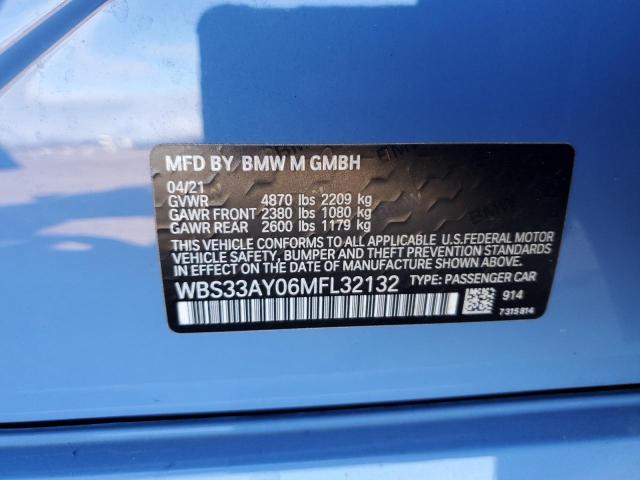 MFD BY BMW M GMBH
04/21
GVWR 4870 lbs 2209 kg
GAWR FRONT 2380 lbs 1080 kg
GAWR REAR 2600 lbs 1179 kg
THIS VEHICLE CONFORMS TO ALL APPLICABLE U.S.FEDERAL MOTOR
VEHICLE SAFETY, BUMPER, AND THEFT PREVENTION STANDARDS
IN EFFECT ON THE DATE OF MANUFACTURE SHOWN ABOVE.
WBS33AY06MFL32132 TYPE: PASSENGER CAR
914
7315814